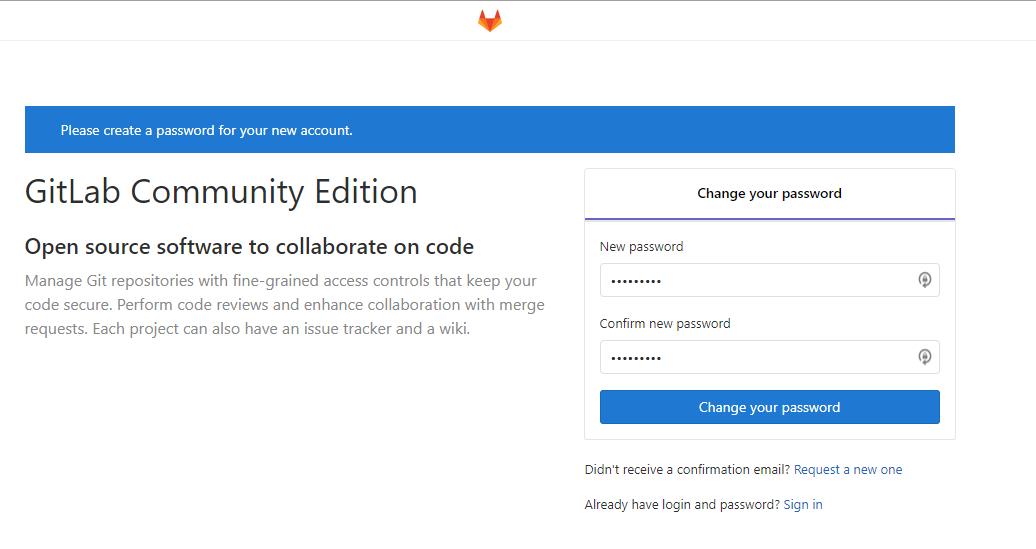 Please create a password for your new account.
GitLab Community Edition
Open source software to collaborate on code
Manage Git repositories with fine-grained access controls that keep your
code secure. Perform code reviews and enhance collaboration with merge
requests. Each project can also have an issue tracker and a wiki.
Change your password
New password
•••••••••
Confirm new password
•••••••••
Change your password
Didn't receive a confirmation email? Request a new one
Already have login and password? Sign in